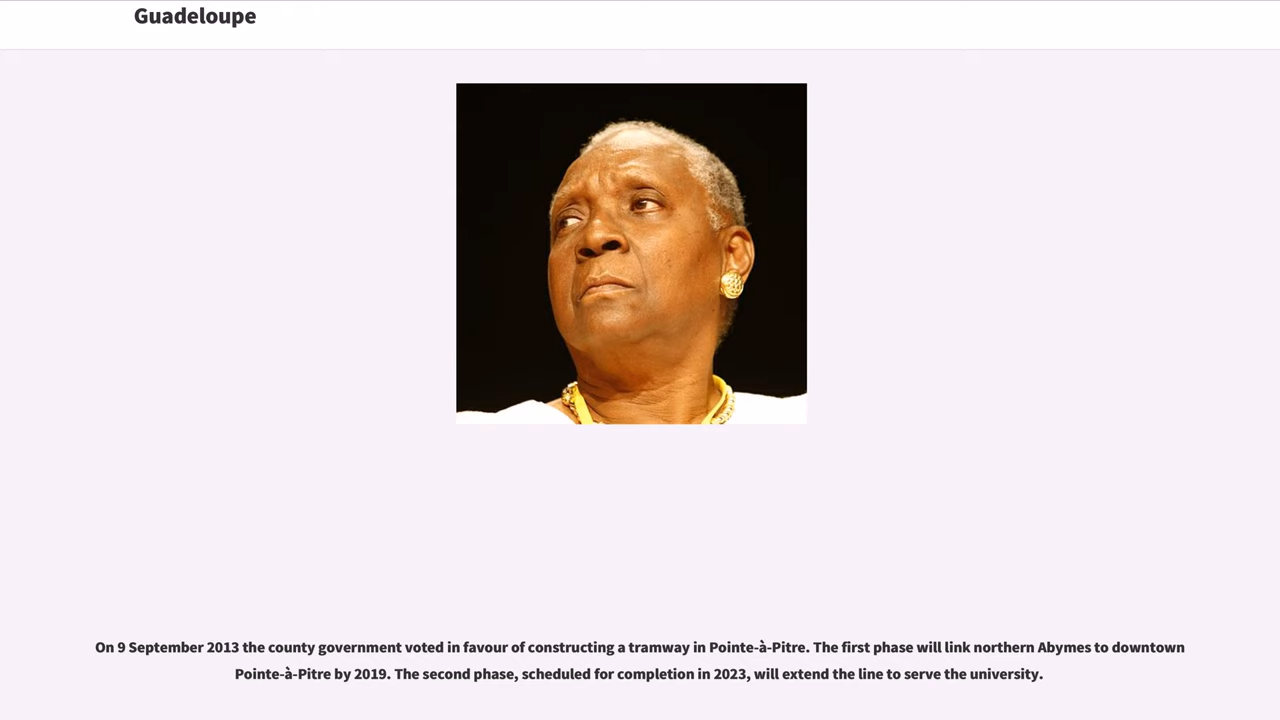 Guadeloupe
On 9 September 2013 the county government voted in favour of constructing a tramway in Pointe-à-Pitre. The first phase will link northern Abymes to downtown
Pointe-à-Pitre by 2019. The second phase, scheduled for completion in 2023, will extend the line to serve the university.